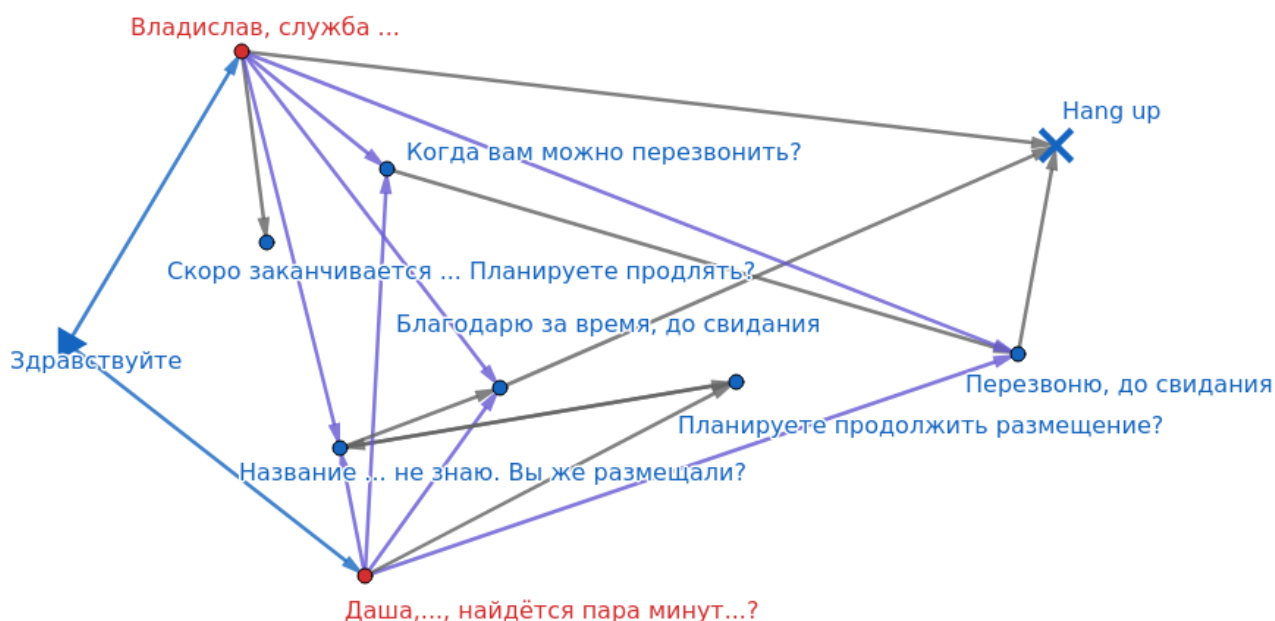 Владислав, служба ...
Hang up
Когда вам можно перезвонить?
Скоро заканчивается ... Планируете продлять?
Благодарю за время, до свидания
Здравствуйте
Перезвоню, до свидания
Планируете продолжить размещение?
Название ... не знаю. Вы же размещали?
Даша,..., найдётся пара минут...?